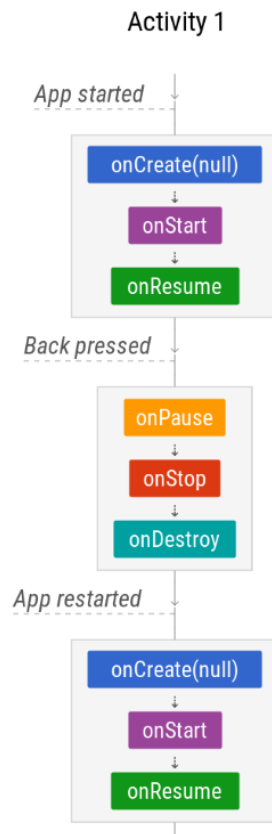 Activity 1
App started
onCreate(null)
onStart
onResume
Back pressed
onPause
onStop
onDestroy
App restarted
onCreate(null)
onStart
onResume